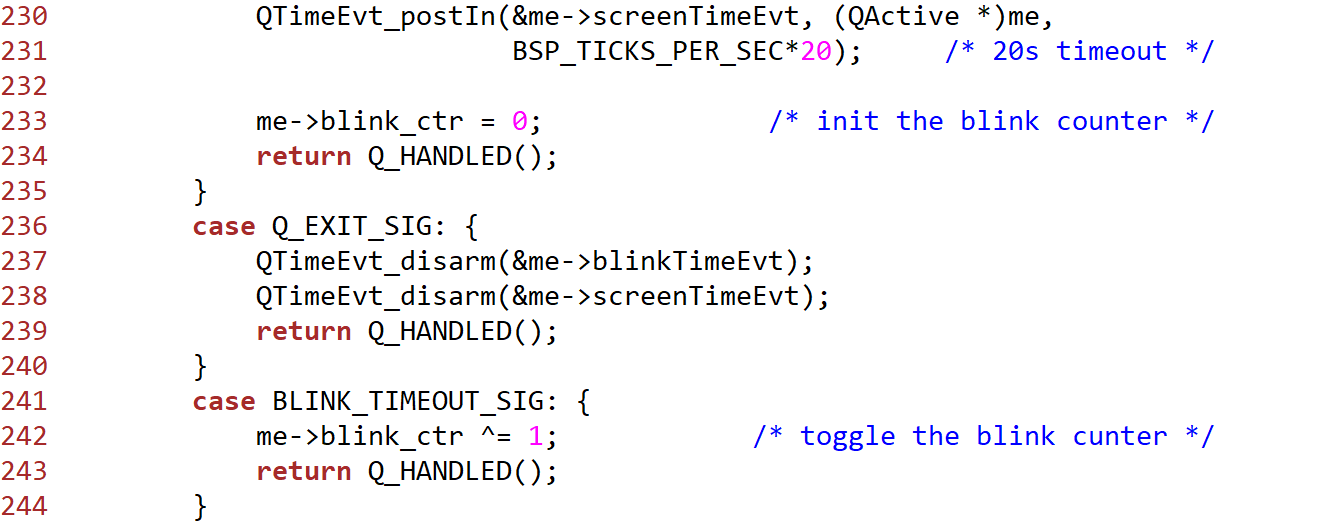 230             QTimeEvt_postIn(&me->screenTimeEvt, (QActive *)me,
231                             BSP_TICKS_PER_SEC*20);     /* 20s timeout */
232
233             me->blink_ctr = 0;              /* init the blink counter */
234             return Q_HANDLED();
235         }
236         case Q_EXIT_SIG: {
237             QTimeEvt_disarm(&me->blinkTimeEvt);
238             QTimeEvt_disarm(&me->screenTimeEvt);
239             return Q_HANDLED();
240         }
241         case BLINK_TIMEOUT_SIG: {
242             me->blink_ctr ^= 1;            /* toggle the blink cunter */
243             return Q_HANDLED();
244         }